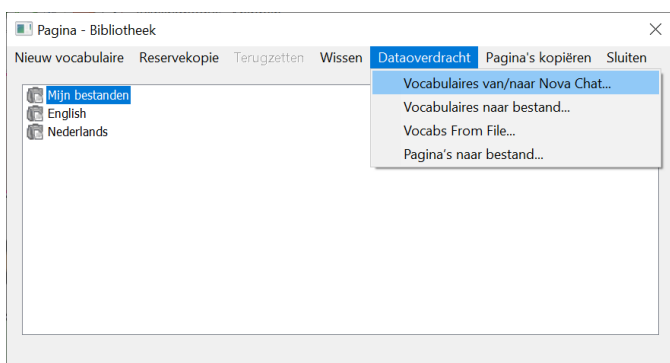 Pagina - Bibliotheek
Nieuw vocabulaire Reservekopie Terugzetten Wissen Dataoverdracht Pagina's kopiëren Sluiten
Vocabulaires van/naar Nova Chat...
Vocabulaires naar bestand...
Vocabs From File...
Pagina's naar bestand...
Mijn bestanden
English
Nederlands